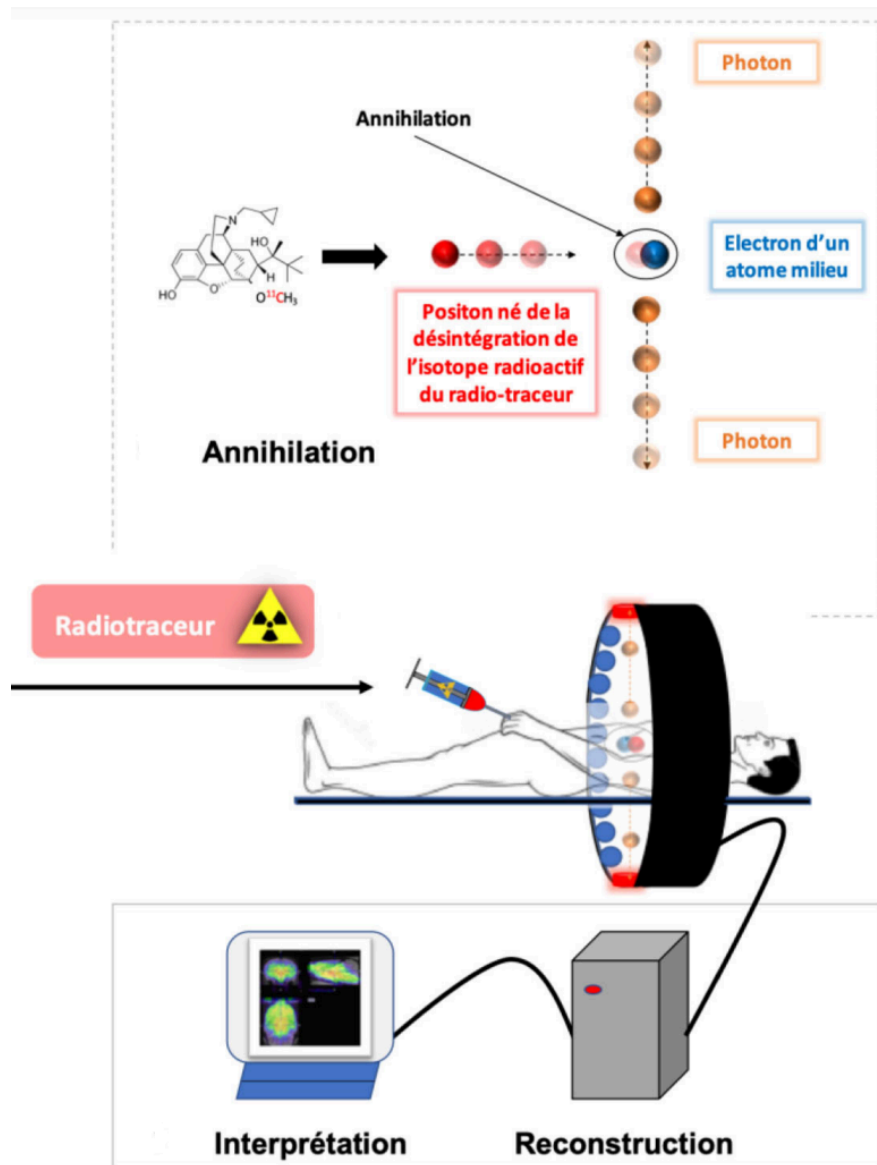 Photon
Annihilation
N
HO
Electron d'un
atome milieu
H
HO
O
O¹¹CH₃
Positon né de la
désintégration de
l'isotope radioactif
du radio-traceur
Photon
Annihilation
Radiotraceur
Interprétation
Reconstruction